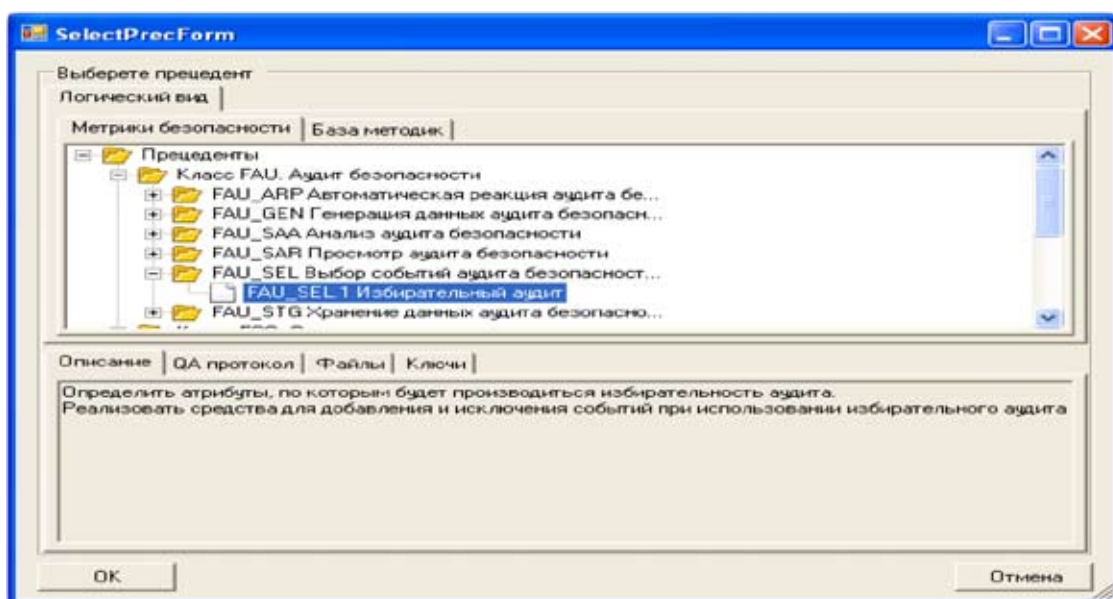 SelectPrecForm
Выберете прецедент
Логический вид
Метрики безопасности База методик
Прецеденты
Класс FAU. Аудит безопасности
FAU_ARP Автоматическая реакция аудита бе...
FAU_GEN Генерация данных аудита безопасн...
FAU_SAA Анализ аудита безопасности
FAU_SAR Просмотр аудита безопасности
FAU_SEL Выбор событий аудита безопасност...
FAU_SEL.1 Избирательный аудит
FAU_STG Хранение данных аудита безопасно...
Описание QA протокол Файлы Ключи
Определить атрибуты, по которым будет производиться избирательность аудита.
Реализовать средства для добавления и исключения событий при использовании избирательного аудита
OK Отмена